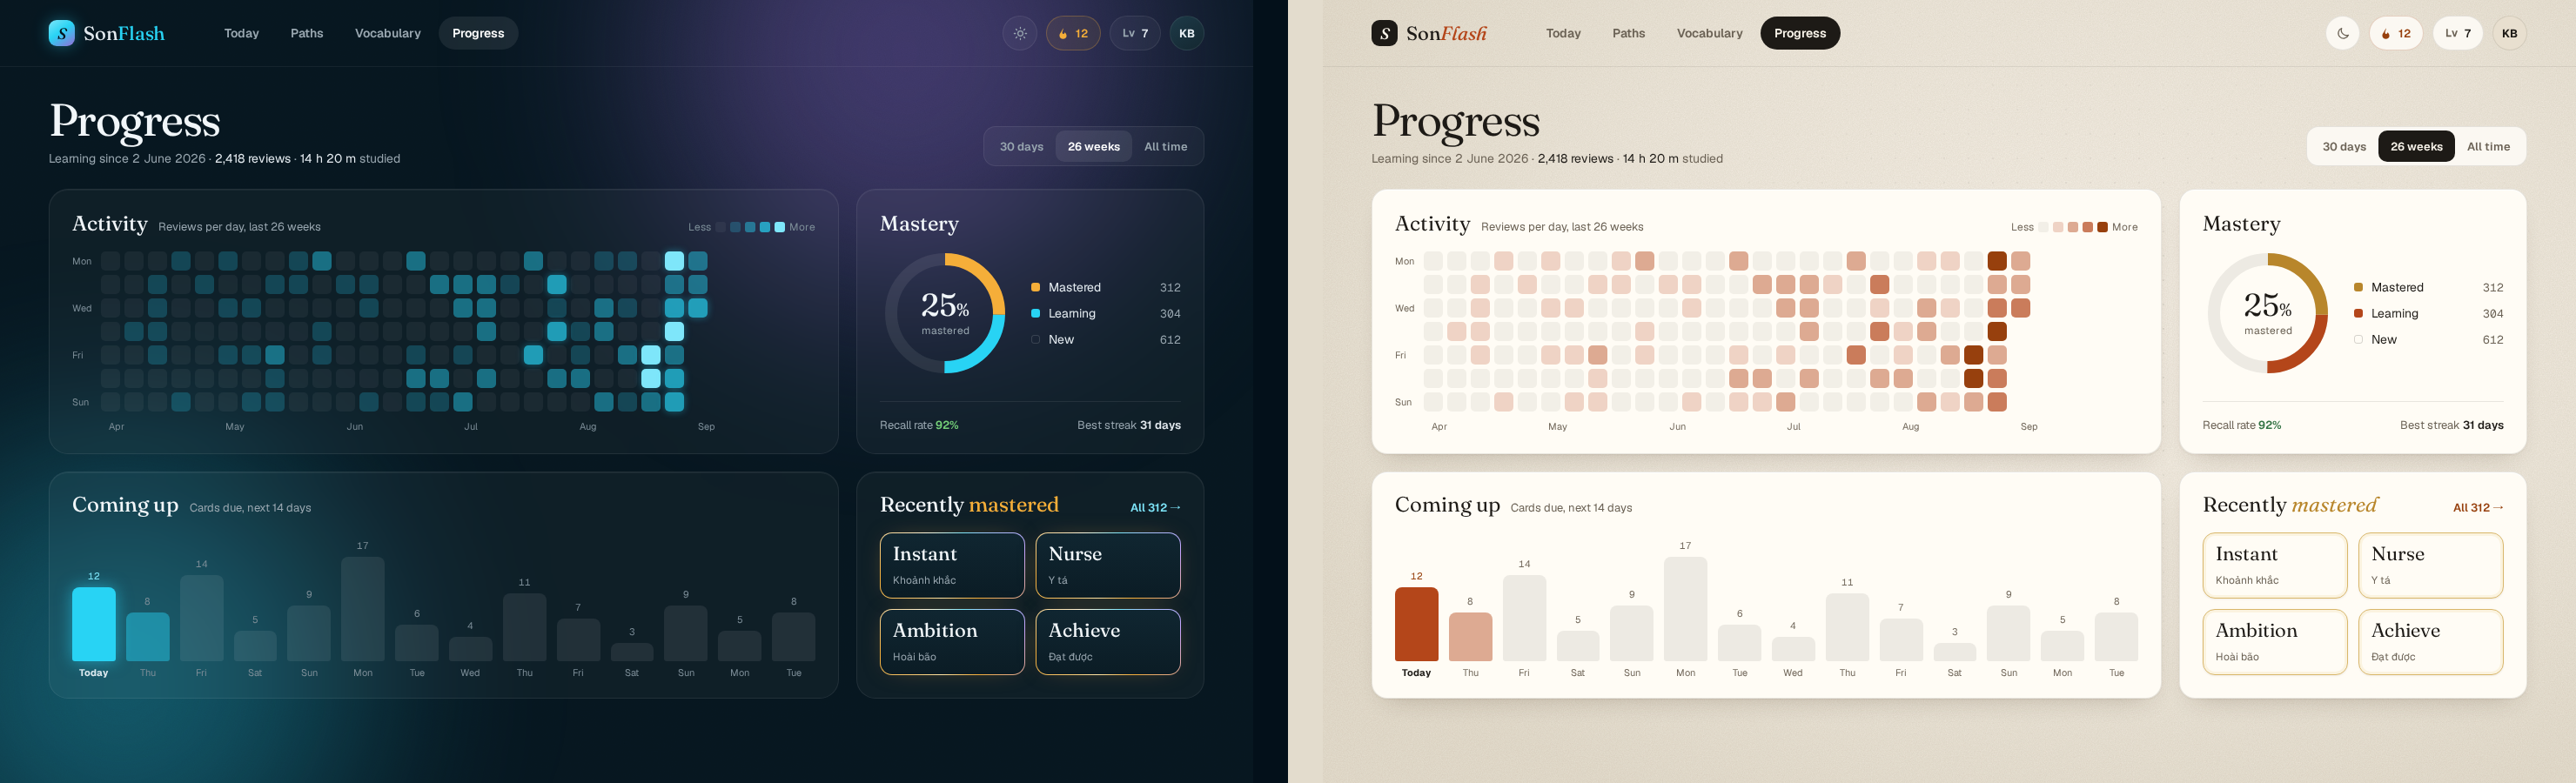 S SonFlash Today Paths Vocabulary Progress 12 Lv 7 KB
Progress
Learning since 2 June 2026 · 2,418 reviews · 14 h 20 m studied
30 days 26 weeks All time
Activity Reviews per day, last 26 weeks Less More
Mon
Wed
Fri
Sun
Apr May Jun Jul Aug Sep
Mastery
25%
mastered
Mastered 312
Learning 304
New 612
Recall rate 92% Best streak 31 days
Coming up Cards due, next 14 days
12 8 14 5 9 17 6 4 11 7 3 9 5 8
Today Thu Fri Sat Sun Mon Tue Wed Thu Fri Sat Sun Mon Tue
Recently mastered All 312 →
Instant
Khoảnh khắc
Nurse
Y tá
Ambition
Hoài bão
Achieve
Đạt được
S SonFlash Today Paths Vocabulary Progress 12 Lv 7 KB
Progress
Learning since 2 June 2026 · 2,418 reviews · 14 h 20 m studied
30 days 26 weeks All time
Activity Reviews per day, last 26 weeks Less More
Mon
Wed
Fri
Sun
Apr May Jun Jul Aug Sep
Mastery
25%
mastered
Mastered 312
Learning 304
New 612
Recall rate 92% Best streak 31 days
Coming up Cards due, next 14 days
12 8 14 5 9 17 6 4 11 7 3 9 5 8
Today Thu Fri Sat Sun Mon Tue Wed Thu Fri Sat Sun Mon Tue
Recently mastered All 312 →
Instant
Khoảnh khắc
Nurse
Y tá
Ambition
Hoài bão
Achieve
Đạt được